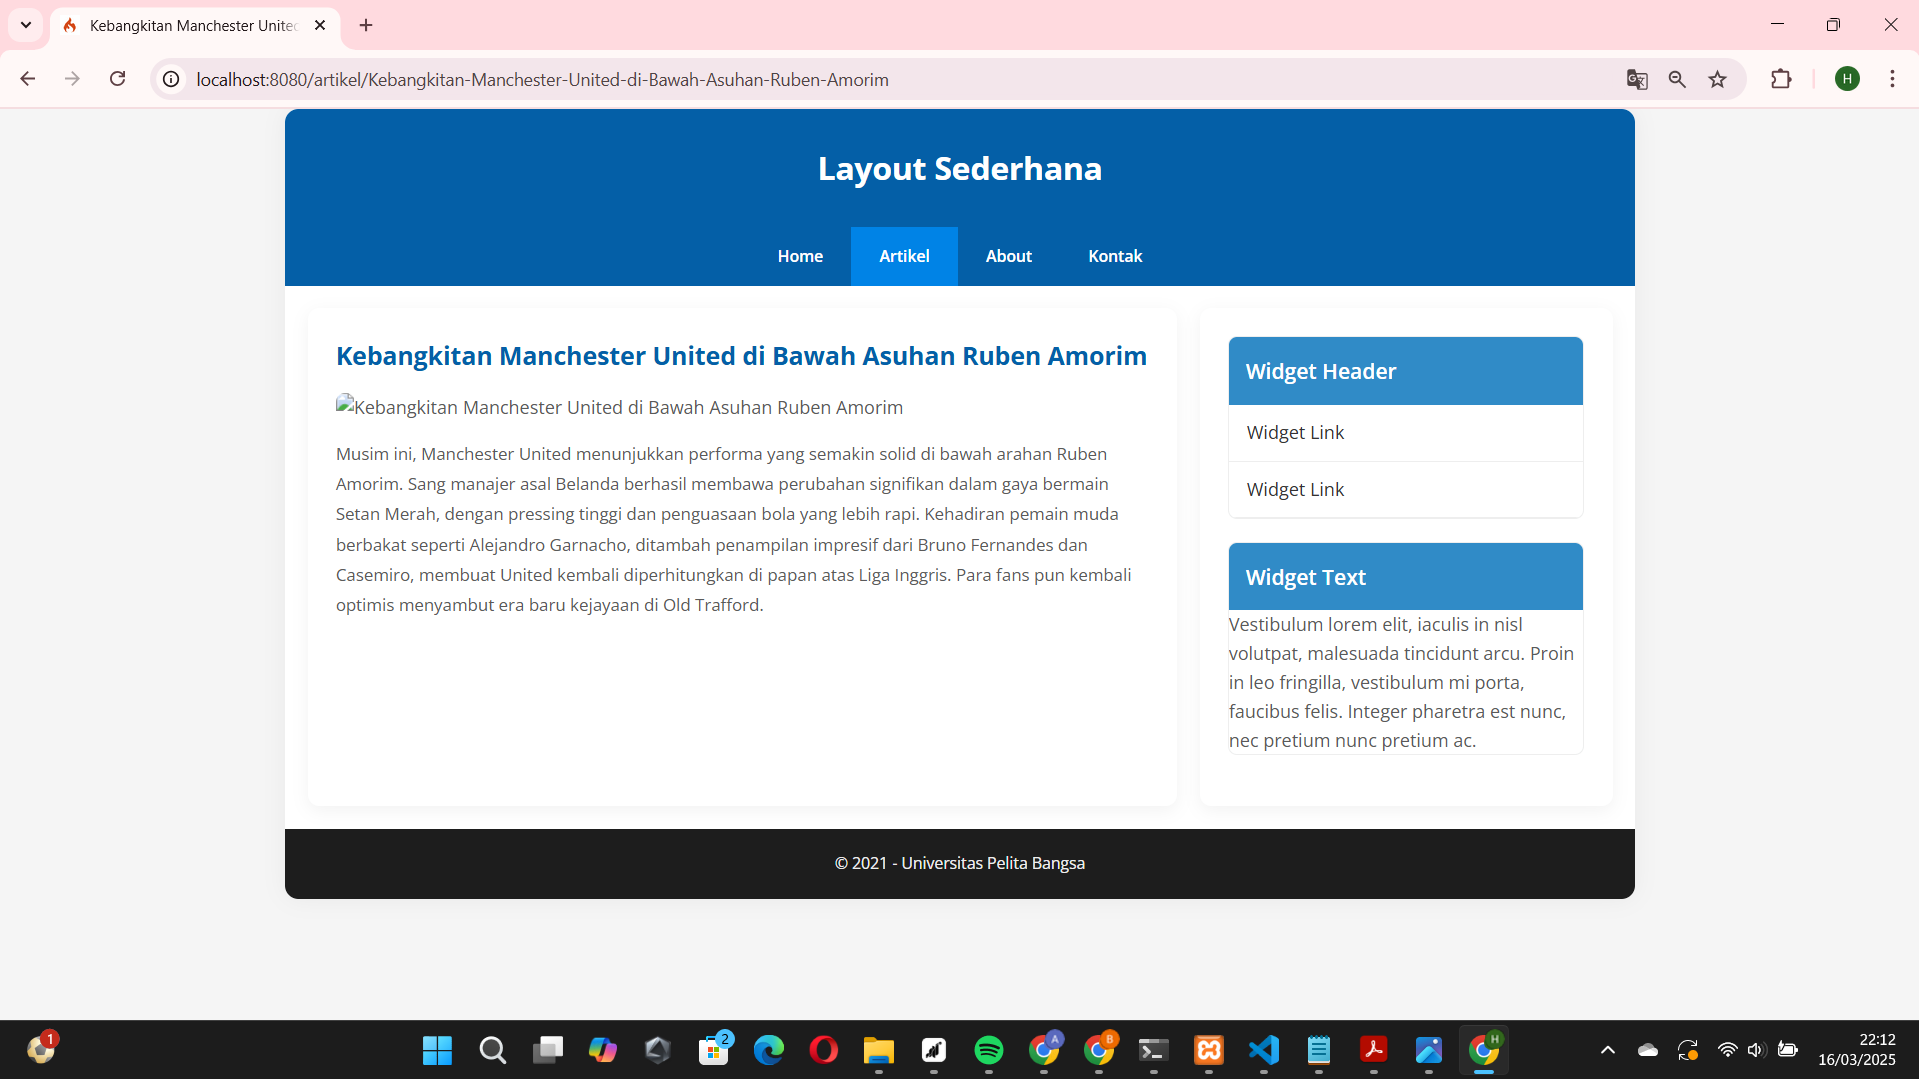 Kebangkitan Manchester United
localhost:8080/artikel/Kebangkitan-Manchester-United-di-Bawah-Asuhan-Ruben-Amorim
H
Layout Sederhana
Home
Artikel
About
Kontak
Kebangkitan Manchester United di Bawah Asuhan Ruben Amorim
Kebangkitan Manchester United di Bawah Asuhan Ruben Amorim
Musim ini, Manchester United menunjukkan performa yang semakin solid di bawah arahan Ruben
Amorim. Sang manajer asal Belanda berhasil membawa perubahan signifikan dalam gaya bermain
Setan Merah, dengan pressing tinggi dan penguasaan bola yang lebih rapi. Kehadiran pemain muda
berbakat seperti Alejandro Garnacho, ditambah penampilan impresif dari Bruno Fernandes dan
Casemiro, membuat United kembali diperhitungkan di papan atas Liga Inggris. Para fans pun kembali
optimis menyambut era baru kejayaan di Old Trafford.
Widget Header
Widget Link
Widget Link
Widget Text
Vestibulum lorem elit, iaculis in nisl
volutpat, malesuada tincidunt arcu. Proin
in leo fringilla, vestibulum mi porta,
faucibus felis. Integer pharetra est nunc,
nec pretium nunc pretium ac.
© 2021 - Universitas Pelita Bangsa
1
2
A
B
H
22:12
16/03/2025